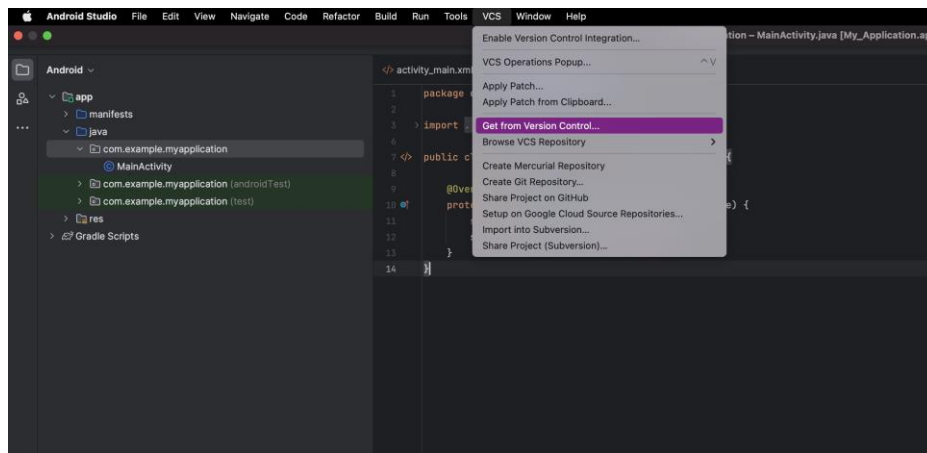 Android Studio File Edit View Navigate Code Refactor Build Run Tools VCS Window Help
tion – MainActivity.java [My_Application.ap
Android
app
manifests
java
com.example.myapplication
MainActivity
com.example.myapplication (androidTest)
com.example.myapplication (test)
res
Gradle Scripts
activity_main.xml
1 package
2
3 import
6
7 public cl {
8
9 @Over
10 prote e) {
11
12
13 }
14 }
Enable Version Control Integration...
VCS Operations Popup... ^V
Apply Patch...
Apply Patch from Clipboard...
Get from Version Control...
Browse VCS Repository
Create Mercurial Repository
Create Git Repository...
Share Project on GitHub
Setup on Google Cloud Source Repositories...
Import into Subversion...
Share Project (Subversion)...